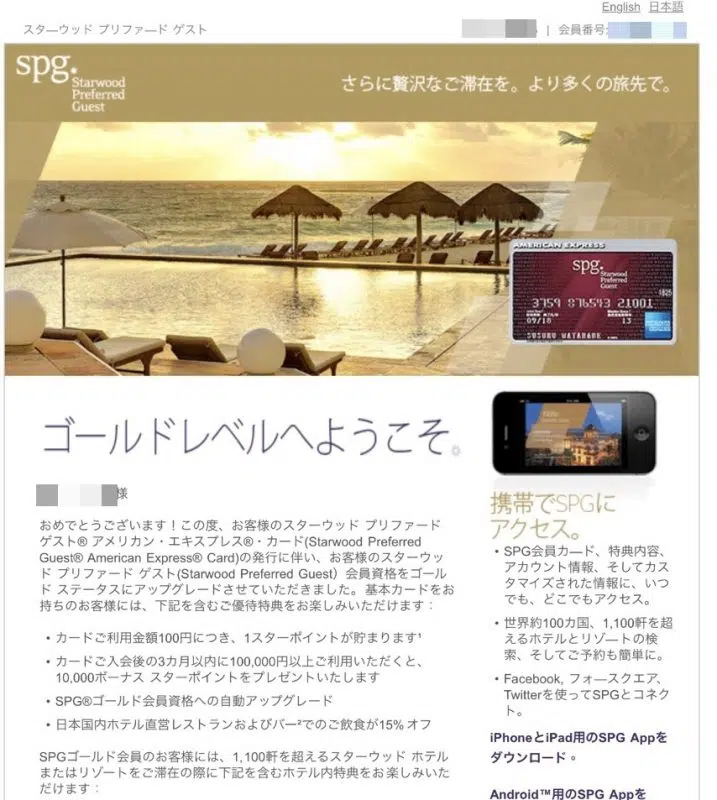 English 日本語
スターウッド プリファード ゲスト
| 会員番号:
spg.
Starwood
Preferred
Guest
さらに贅沢なご滞在を。より多くの旅先で。
AMERICAN EXPRESS
spg.
Starwood
Preferred
Guest
3759 876543 21001
09/18 13
ゴールドレベルへようこそ。
様
おめでとうございます！この度、お客様のスターウッド プリファード
ゲスト® アメリカン・エキスプレス®・カード(Starwood Preferred
Guest® American Express® Card)の発行に伴い、お客様のスターウッ
ド プリファード ゲスト(Starwood Preferred Guest）会員資格をゴール
ド ステータスにアップグレードさせていただきました。基本カードをお
持ちのお客様には、下記を含むご優待特典をお楽しみいただけます：
• カードご利用金額100円につき、1スターポイントが貯まります¹
• カードご入会後の3カ月以内に100,000円以上ご利用いただくと、
10,000ボーナス スターポイントをプレゼントいたします
• SPG®ゴールド会員資格への自動アップグレード
• 日本国内ホテル直営レストランおよびバー²でのご飲食が15% オフ
SPGゴールド会員のお客様には、1,100軒を超えるスターウッド ホテル
またはリゾートをご滞在の際に下記を含むホテル内特典をお楽しみいた
だけます：
携帯でSPGに
アクセス。
• SPG会員カード、特典内容、
アカウント情報、そしてカス
タマイズされた情報に、いつ
でも、どこでもアクセス。
• 世界約100カ国、1,100軒を超
えるホテルとリゾートの検
索、そしてご予約も簡単に。
• Facebook, フォースクエア,
Twitterを使ってSPGとコネク
ト。
iPhoneとiPad用のSPG Appを
ダウンロード。
Android™用のSPG Appを